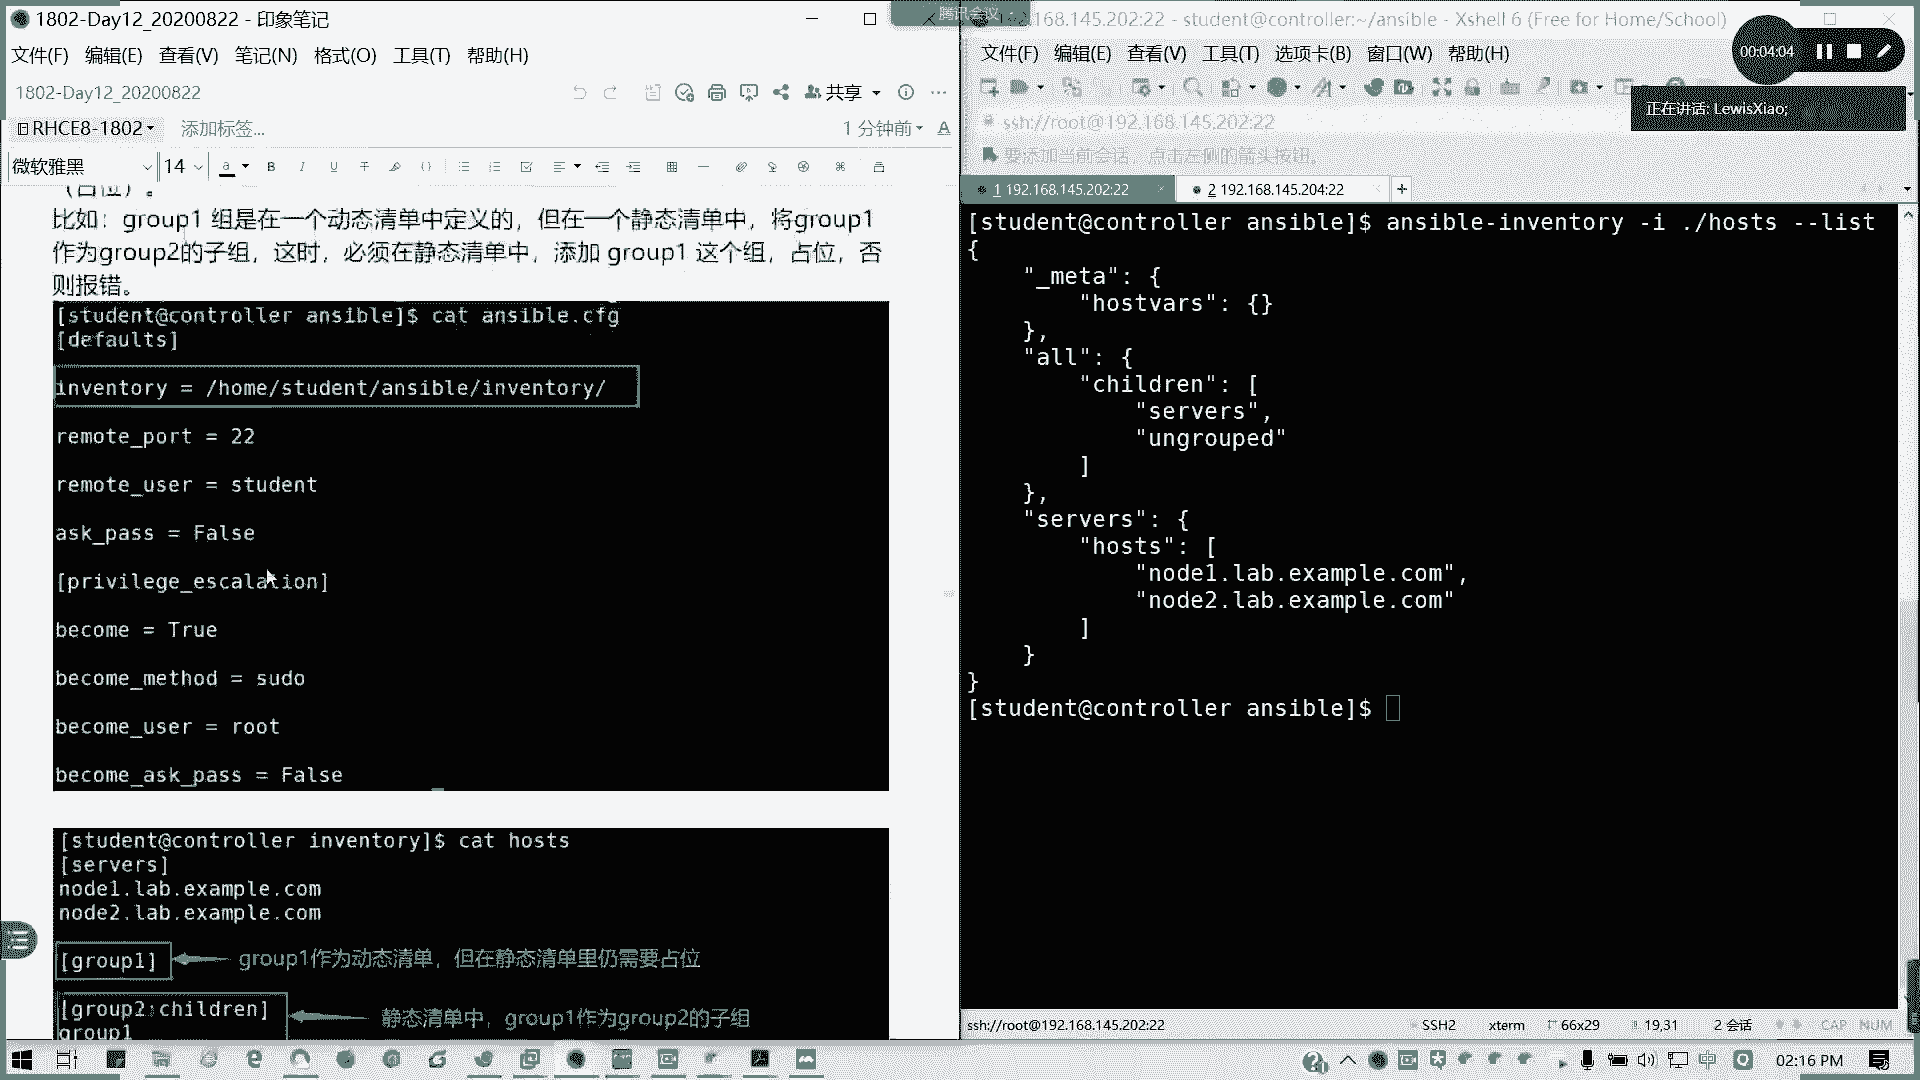 1802-Day12_20200822 - 印象笔记
文件(F) 编辑(E) 查看(V) 笔记(N) 格式(O) 工具(T) 帮助(H)
1802-Day12_20200822
共享
RHCE8-1802
添加标签...
1 分钟前
微软雅黑
14
（占位）。
比如：group1 组是在一个动态清单中定义的，但在一个静态清单中，将group1
作为group2的子组，这时，必须在静态清单中，添加 group1 这个组，占位，否
则报错。
[student@controller ansible]$ cat ansible.cfg
[defaults]
inventory = /home/student/ansible/inventory/
remote_port = 22
remote_user = student
ask_pass = False
[privilege_escalation]
become = True
become_method = sudo
become_user = root
become_ask_pass = False
[student@controller inventory]$ cat hosts
[servers]
node1.lab.example.com
node2.lab.example.com
[group1]
group1作为动态清单，但在静态清单里仍需要占位
[group2:children]
静态清单中，group1作为group2的子组
group1
腾讯会议
168.145.202:22 - student@controller:~/ansible - Xshell 6 (Free for Home/School)
文件(F) 编辑(E) 查看(V) 工具(T) 选项卡(B) 窗口(W) 帮助(H)
00:04:04
正在讲话: LewisXiao;
ssh://root@192.168.145.202:22
要添加当前会话，点击左侧的箭头按钮。
1 192.168.145.202:22
2 192.168.145.204:22
[student@controller ansible]$ ansible-inventory -i ./hosts --list
{
"_meta": {
"hostvars": {}
},
"all": {
"children": [
"servers",
"ungrouped"
]
},
"servers": {
"hosts": [
"node1.lab.example.com",
"node2.lab.example.com"
]
}
}
[student@controller ansible]$
ssh://root@192.168.145.202:22
SSH2
xterm
66x29
19,31
2 会话
CAP NUM
中
02:16 PM